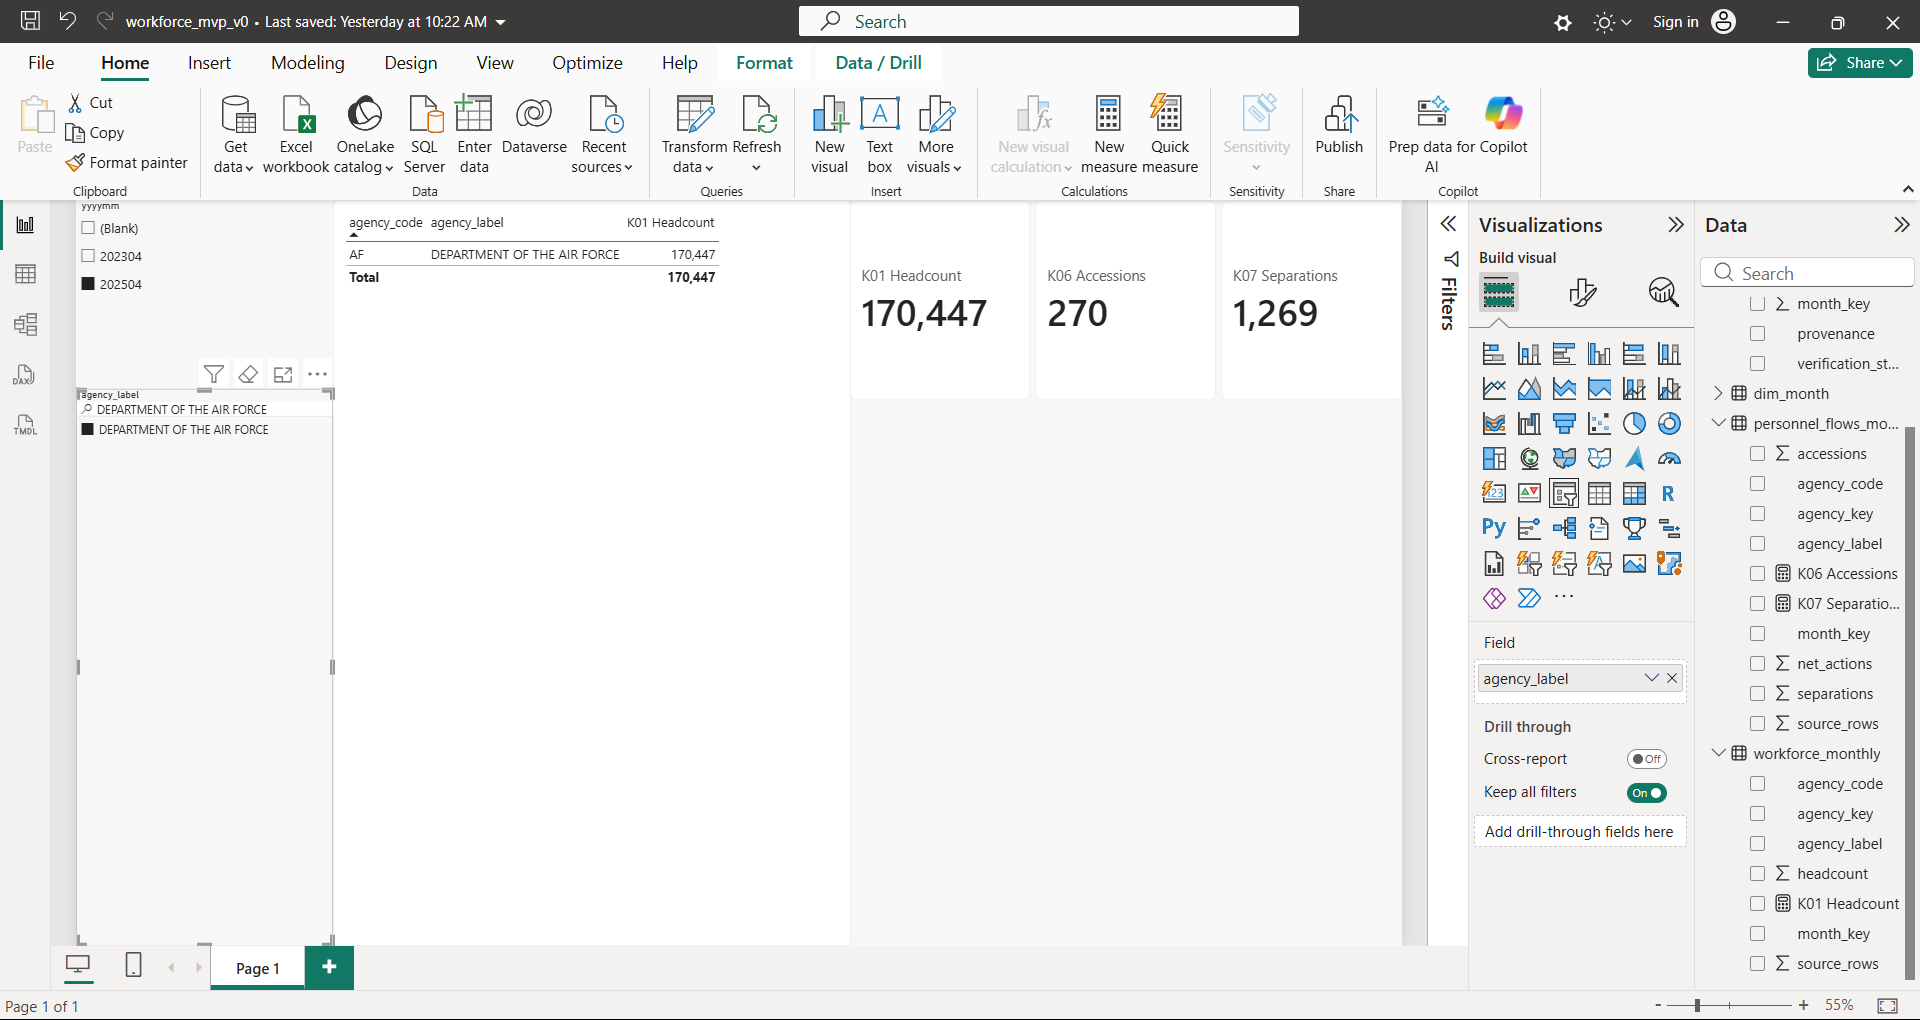 workforce_mvp_v0 • Last saved: Yesterday at 10:22 AM
Search
Sign in
File
Home
Insert
Modeling
Design
View
Optimize
Help
Format
Data / Drill
Share
Paste
Cut
Copy
Format painter
Clipboard
Get data
Excel workbook
OneLake catalog
SQL Server
Enter data
Dataverse
Recent sources
Data
Transform data
Refresh
Queries
New visual
Text box
More visuals
Insert
New visual calculation
New measure
Quick measure
Calculations
Sensitivity
Sensitivity
Publish
Share
Prep data for AI
Copilot
Copilot
yyyymm
(Blank)
202304
202504
agency_label
DEPARTMENT OF THE AIR FORCE
DEPARTMENT OF THE AIR FORCE
agency_code agency_label K01 Headcount
AF DEPARTMENT OF THE AIR FORCE 170,447
Total 170,447
K01 Headcount
170,447
K06 Accessions
270
K07 Separations
1,269
Filters
Visualizations
Build visual
123
R
Py
Field
agency_label
Drill through
Cross-report
Off
Keep all filters
On
Add drill-through fields here
Data
Search
month_key
provenance
verification_st...
dim_month
personnel_flows_mo...
accessions
agency_code
agency_key
agency_label
K06 Accessions
K07 Separatio...
month_key
net_actions
separations
source_rows
workforce_monthly
agency_code
agency_key
agency_label
headcount
K01 Headcount
month_key
source_rows
DAX
TMDL
Page 1
Page 1 of 1
- + 55%